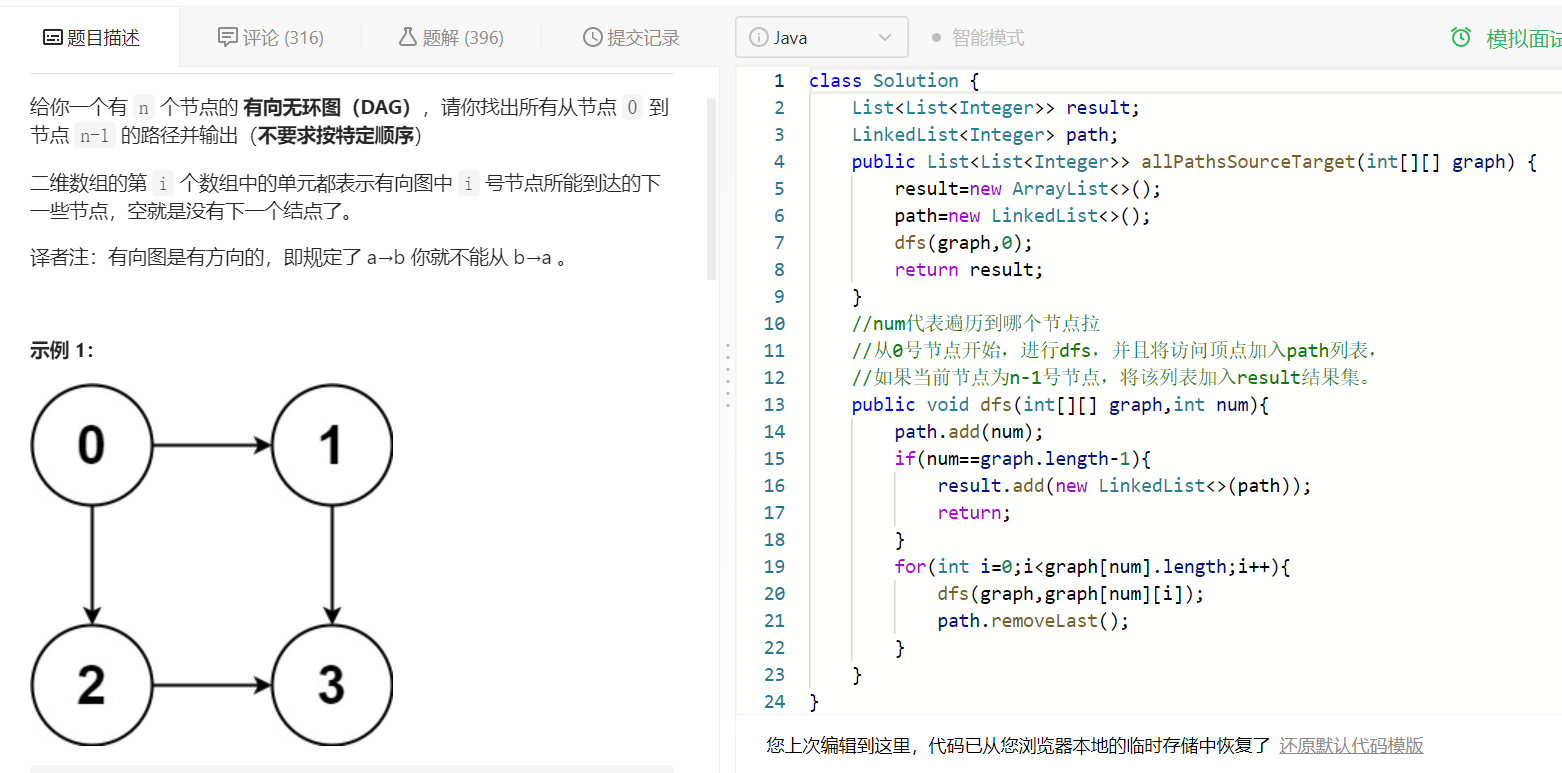 题目描述 评论 (316) 题解 (396) 提交记录 Java 智能模式 模拟面试
给你一个有 n 个节点的 有向无环图（DAG），请你找出所有从节点 0 到
节点 n-1 的路径并输出（不要求按特定顺序）
二维数组的第 i 个数组中的单元都表示有向图中 i 号节点所能到达的下
一些节点，空就是没有下一个结点了。
译者注：有向图是有方向的，即规定了 a→b 你就不能从 b→a 。
示例 1：
0
1
2
3
1 class Solution {
2 List<List<Integer>> result;
3 LinkedList<Integer> path;
4 public List<List<Integer>> allPathsSourceTarget(int[][] graph) {
5 result=new ArrayList<>();
6 path=new LinkedList<>();
7 dfs(graph,0);
8 return result;
9 }
10 //num代表遍历到哪个节点拉
11 //从0号节点开始，进行dfs，并且将访问顶点加入path列表，
12 //如果当前节点为n-1号节点，将该列表加入result结果集。
13 public void dfs(int[][] graph,int num){
14 path.add(num);
15 if(num==graph.length-1){
16 result.add(new LinkedList<>(path));
17 return;
18 }
19 for(int i=0;i<graph[num].length;i++){
20 dfs(graph,graph[num][i]);
21 path.removeLast();
22 }
23 }
24 }
您上次编辑到这里，代码已从您浏览器本地的临时存储中恢复了 还原默认代码模版